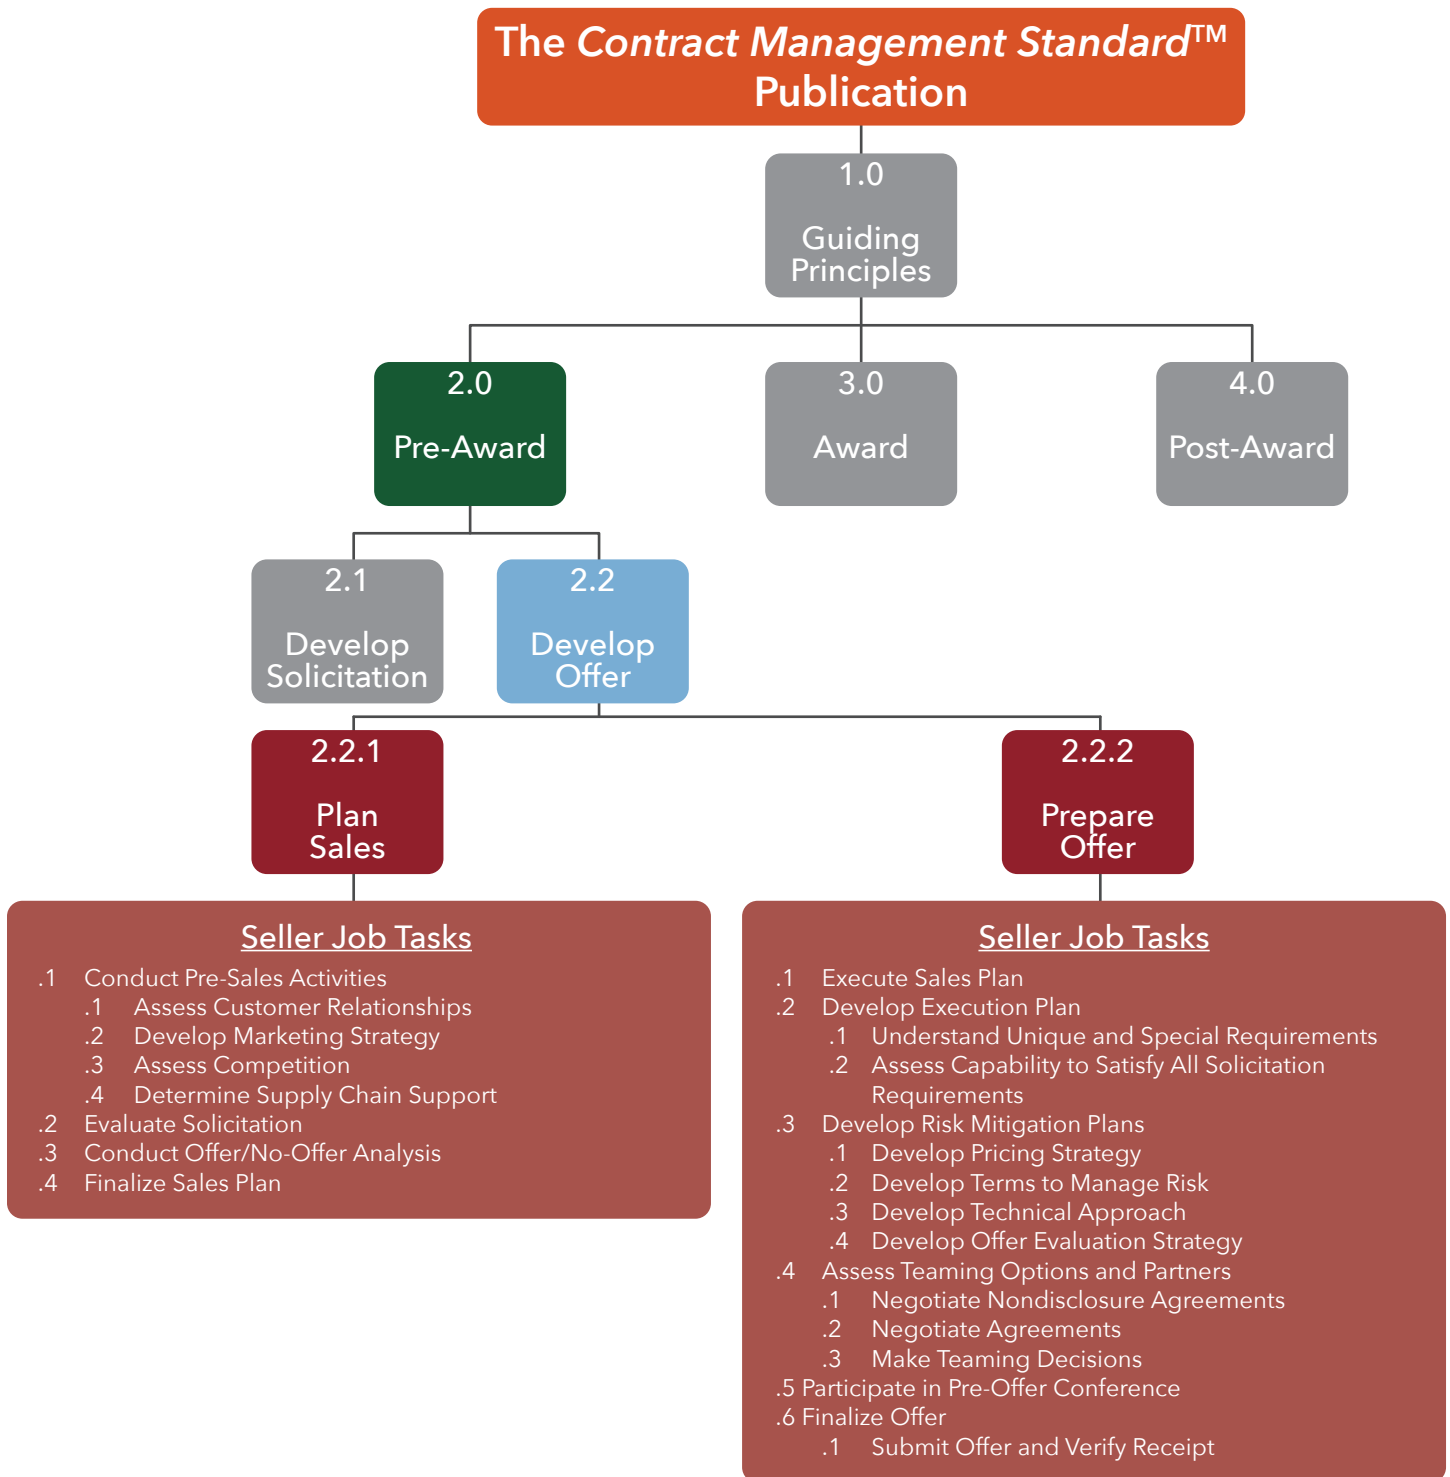 The Contract Management Standard™
Publication
1.0
Guiding
Principles
2.0
Pre-Award
3.0
Award
4.0
Post-Award
2.1
Develop
Solicitation
2.2
Develop
Offer
2.2.1
Plan
Sales
2.2.2
Prepare
Offer
Seller Job Tasks
.1 Conduct Pre-Sales Activities
.1 Assess Customer Relationships
.2 Develop Marketing Strategy
.3 Assess Competition
.4 Determine Supply Chain Support
.2 Evaluate Solicitation
.3 Conduct Offer/No-Offer Analysis
.4 Finalize Sales Plan
Seller Job Tasks
.1 Execute Sales Plan
.2 Develop Execution Plan
.1 Understand Unique and Special Requirements
.2 Assess Capability to Satisfy All Solicitation
Requirements
.3 Develop Risk Mitigation Plans
.1 Develop Pricing Strategy
.2 Develop Terms to Manage Risk
.3 Develop Technical Approach
.4 Develop Offer Evaluation Strategy
.4 Assess Teaming Options and Partners
.1 Negotiate Nondisclosure Agreements
.2 Negotiate Agreements
.3 Make Teaming Decisions
.5 Participate in Pre-Offer Conference
.6 Finalize Offer
.1 Submit Offer and Verify Receipt